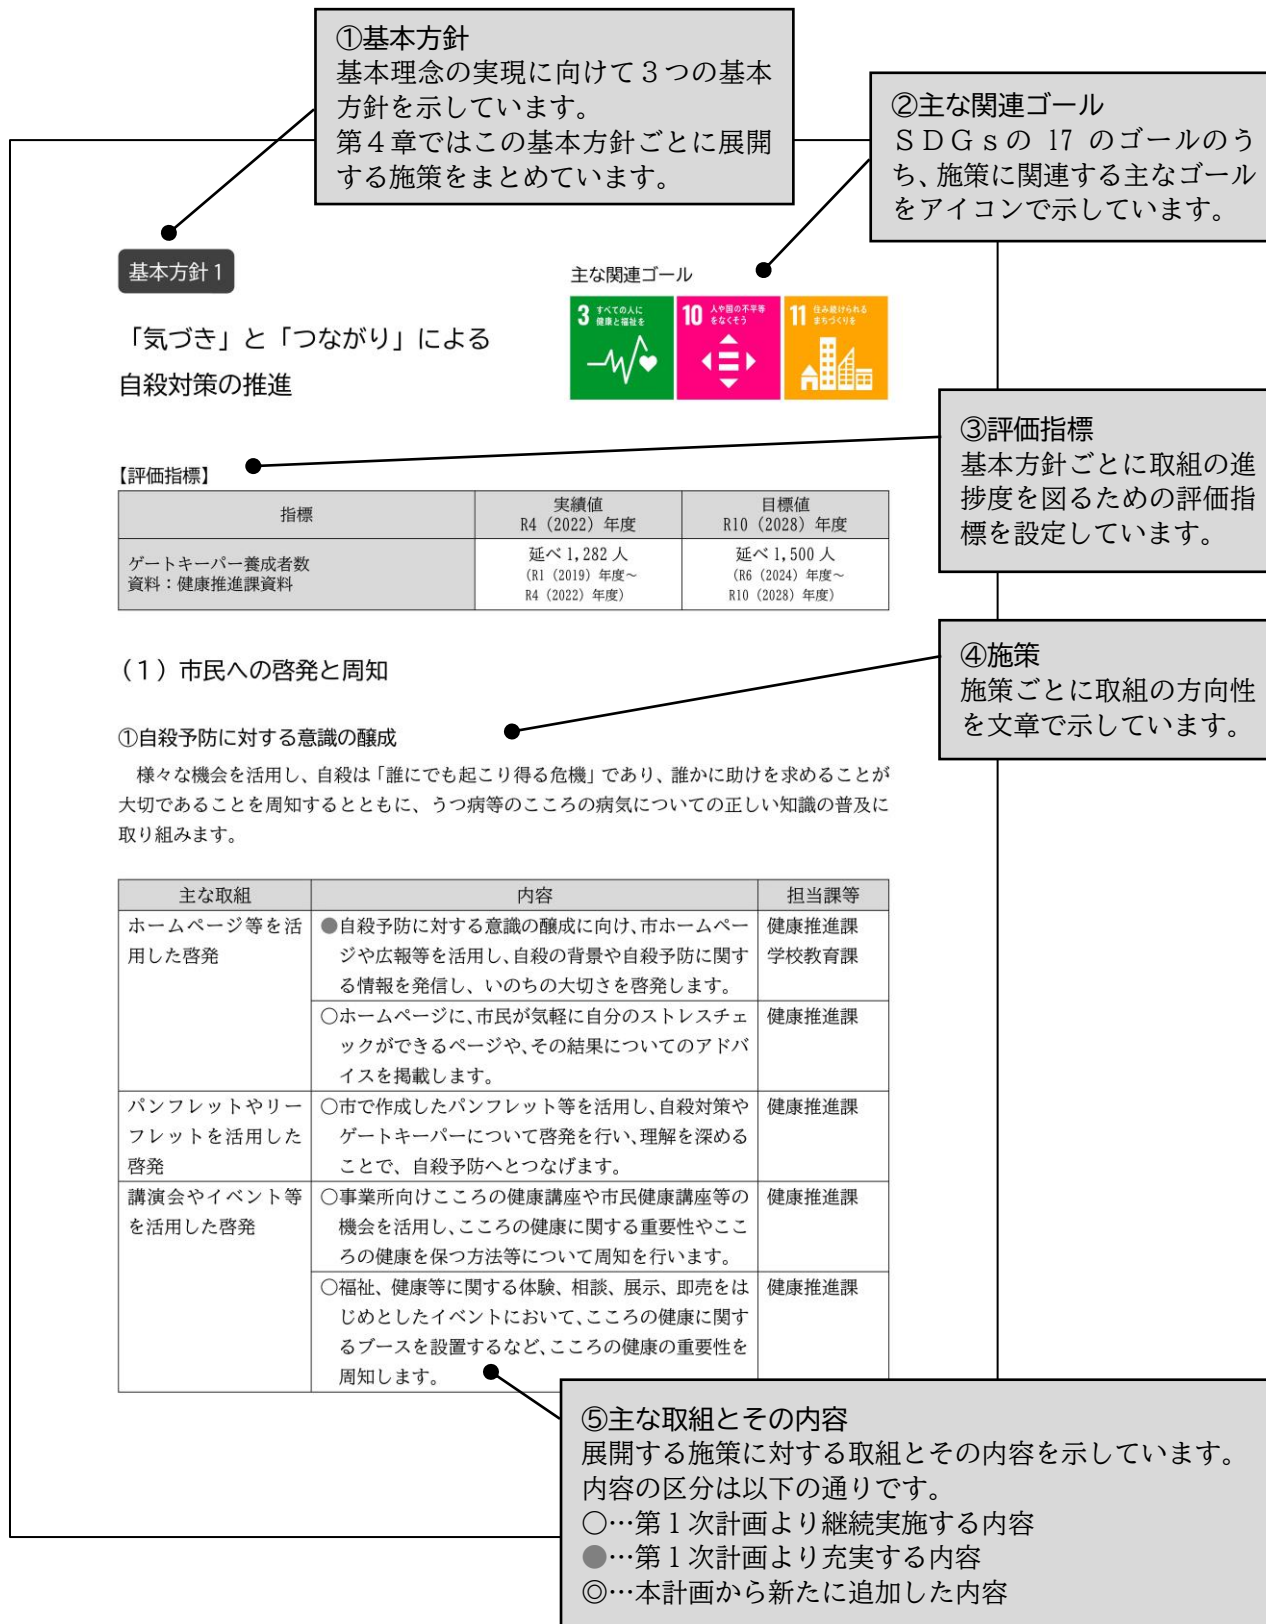 ①基本方針
基本理念の実現に向けて３つの基本
方針を示しています。
第４章ではこの基本方針ごとに展開
する施策をまとめています。
②主な関連ゴール
ＳＤＧｓの 17 のゴールのう
ち、施策に関連する主なゴール
をアイコンで示しています。
基本方針１
「気づき」と「つながり」による
自殺対策の推進
主な関連ゴール
3 すべての人に
健康と福祉を
10 人や国の不平等
をなくそう
11 住み続けられる
まちづくりを
③評価指標
基本方針ごとに取組の進
捗度を図るための評価指
標を設定しています。
【評価指標】
指標
実績値
R4（2022）年度
目標値
R10（2028）年度
ゲートキーパー養成者数
資料：健康推進課資料
延べ 1,282 人
（R1（2019）年度～
R4（2022）年度）
延べ 1,500 人
（R6（2024）年度～
R10（2028）年度）
④施策
施策ごとに取組の方向性
を文章で示しています。
（１）市民への啓発と周知
①自殺予防に対する意識の醸成
様々な機会を活用し、自殺は「誰にでも起こり得る危機」であり、誰かに助けを求めることが
大切であることを周知するとともに、うつ病等のこころの病気についての正しい知識の普及に
取り組みます。
主な取組
内容
担当課等
ホームページ等を活
用した啓発
●自殺予防に対する意識の醸成に向け、市ホームペー
ジや広報等を活用し、自殺の背景や自殺予防に関す
る情報を発信し、いのちの大切さを啓発します。
健康推進課
学校教育課
○ホームページに、市民が気軽に自分のストレスチェ
ックができるページや、その結果についてのアドバ
イスを掲載します。
健康推進課
パンフレットやリー
フレットを活用した
啓発
○市で作成したパンフレット等を活用し、自殺対策や
ゲートキーパーについて啓発を行い、理解を深める
ことで、自殺予防へとつなげます。
健康推進課
講演会やイベント等
を活用した啓発
○事業所向けこころの健康講座や市民健康講座等の
機会を活用し、こころの健康に関する重要性やここ
ろの健康を保つ方法等について周知を行います。
健康推進課
○福祉、健康等に関する体験、相談、展示、即売をは
じめとしたイベントにおいて、こころの健康に関す
るブースを設置するなど、こころの健康の重要性を
周知します。
健康推進課
⑤主な取組とその内容
展開する施策に対する取組とその内容を示しています。
内容の区分は以下の通りです。
○…第１次計画より継続実施する内容
●…第１次計画より充実する内容
◎…本計画から新たに追加した内容